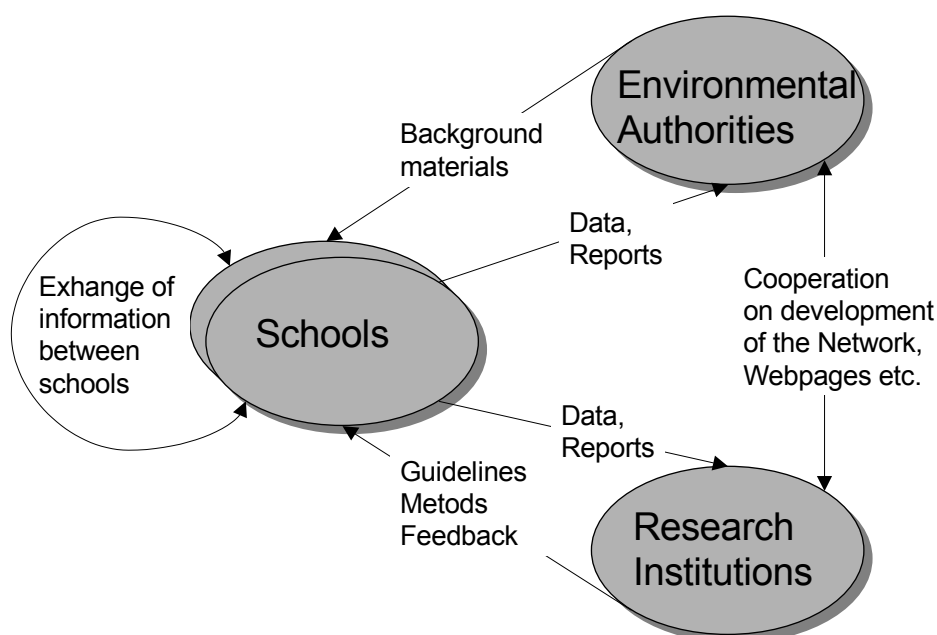 Environmental
Authorities
Background
materials
Data,
Reports
Exhange of
information
between
schools
Schools
Cooperation
on development
of the Network,
Webpages etc.
Data,
Reports
Guidelines
Metods
Feedback
Research
Institutions